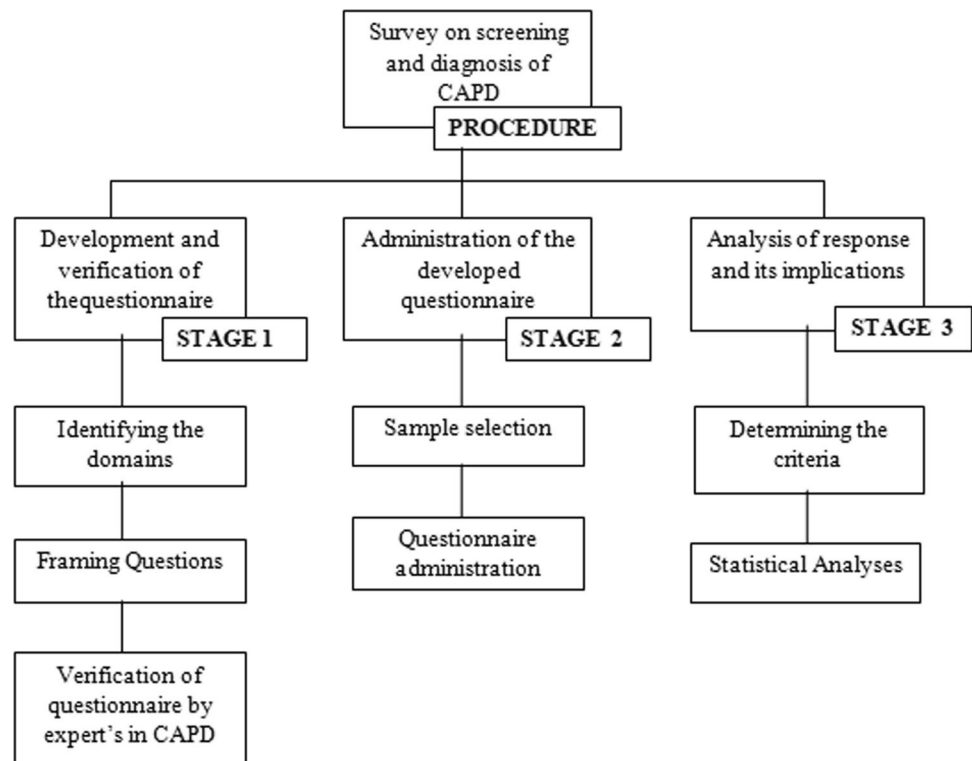 Survey on screening
and diagnosis of
CAPD
PROCEDURE
Development and
verification of
thequestionnaire
STAGE 1
Administration of the
developed
questionnaire
STAGE 2
Analysis of response
and its implications
STAGE 3
Identifying the
domains
Framing Questions
Verification of
questionnaire by
expert's in CAPD
Sample selection
Questionnaire
administration
Determining the
criteria
Statistical Analyses